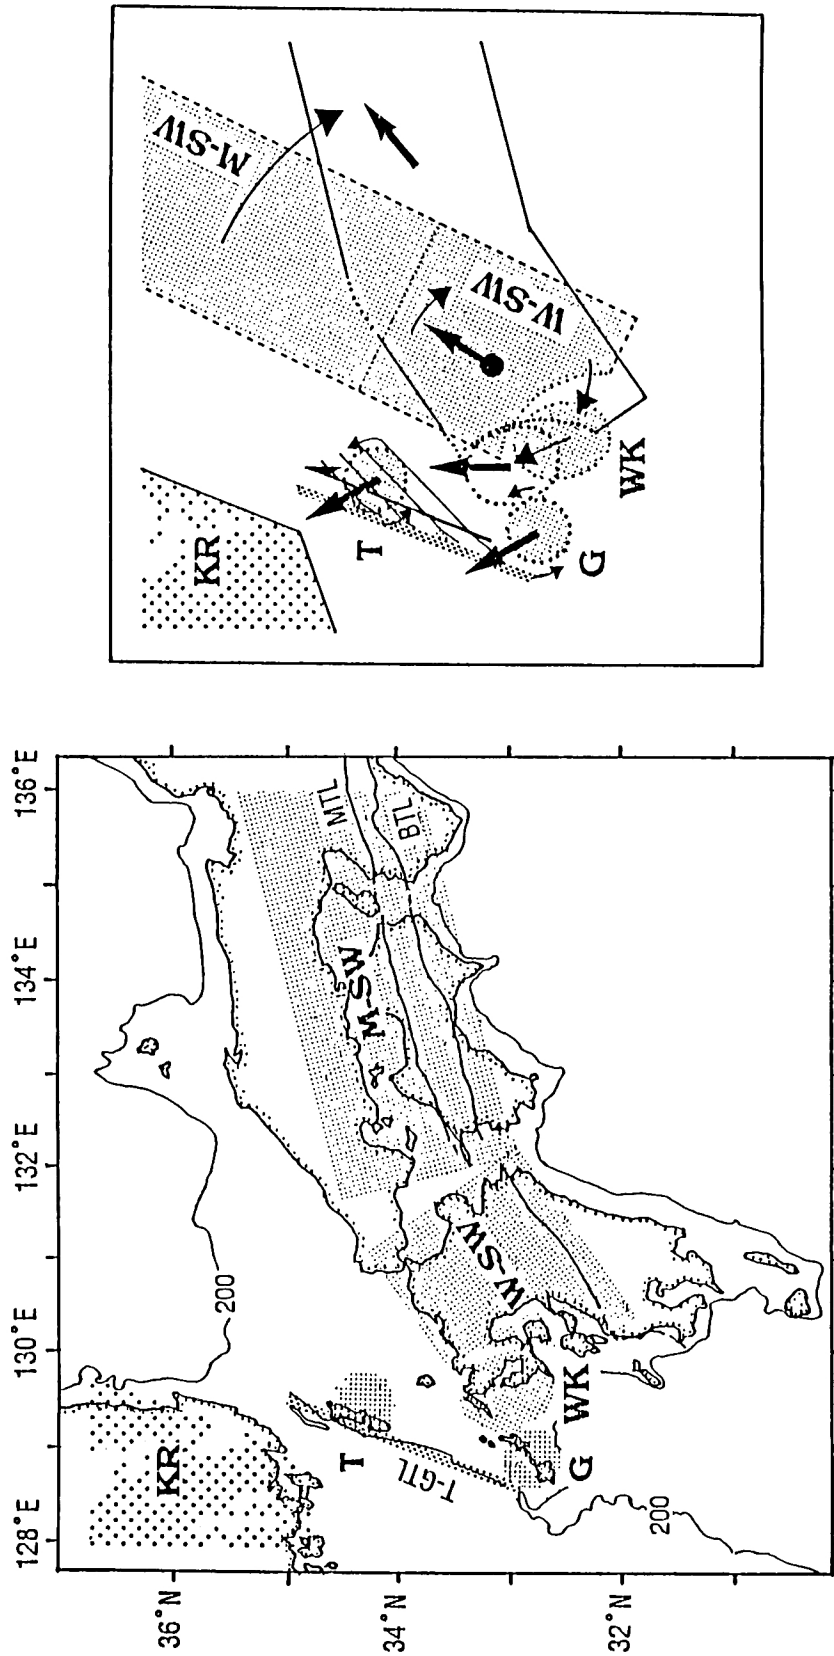 KR
M-SW
W-SW
T
G
WK
128°E
130°E
132°E
134°E
136°E
36°N
34°N
32°N
KR
200
MTL
BTL
M-SW
W-SW
T
T-GTL
G
WK
200